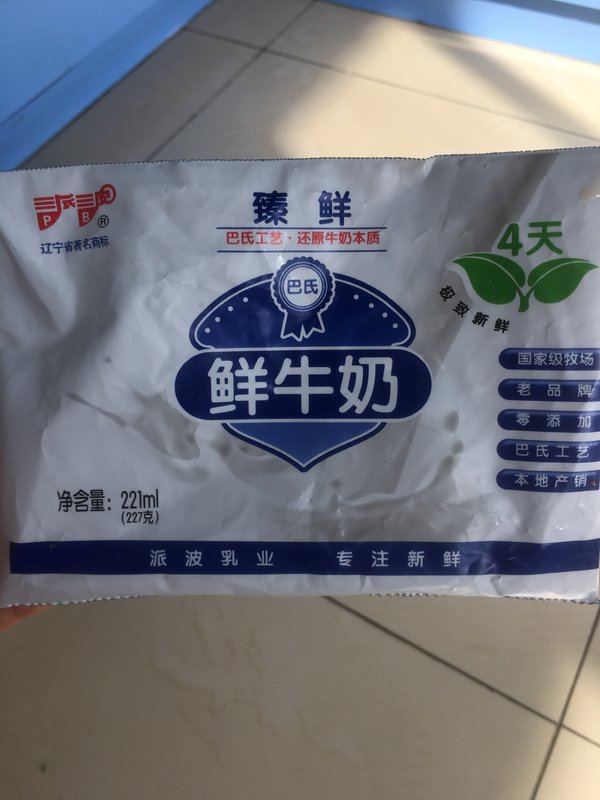 派波
PB®
辽宁省著名商标
臻鲜
巴氏工艺·还原牛奶本质
4天
极致新鲜
巴氏
鲜牛奶
国家级牧场
老品牌
零添加
巴氏工艺
本地产销
净含量：221ml
(227克)
派波乳业 专注新鲜